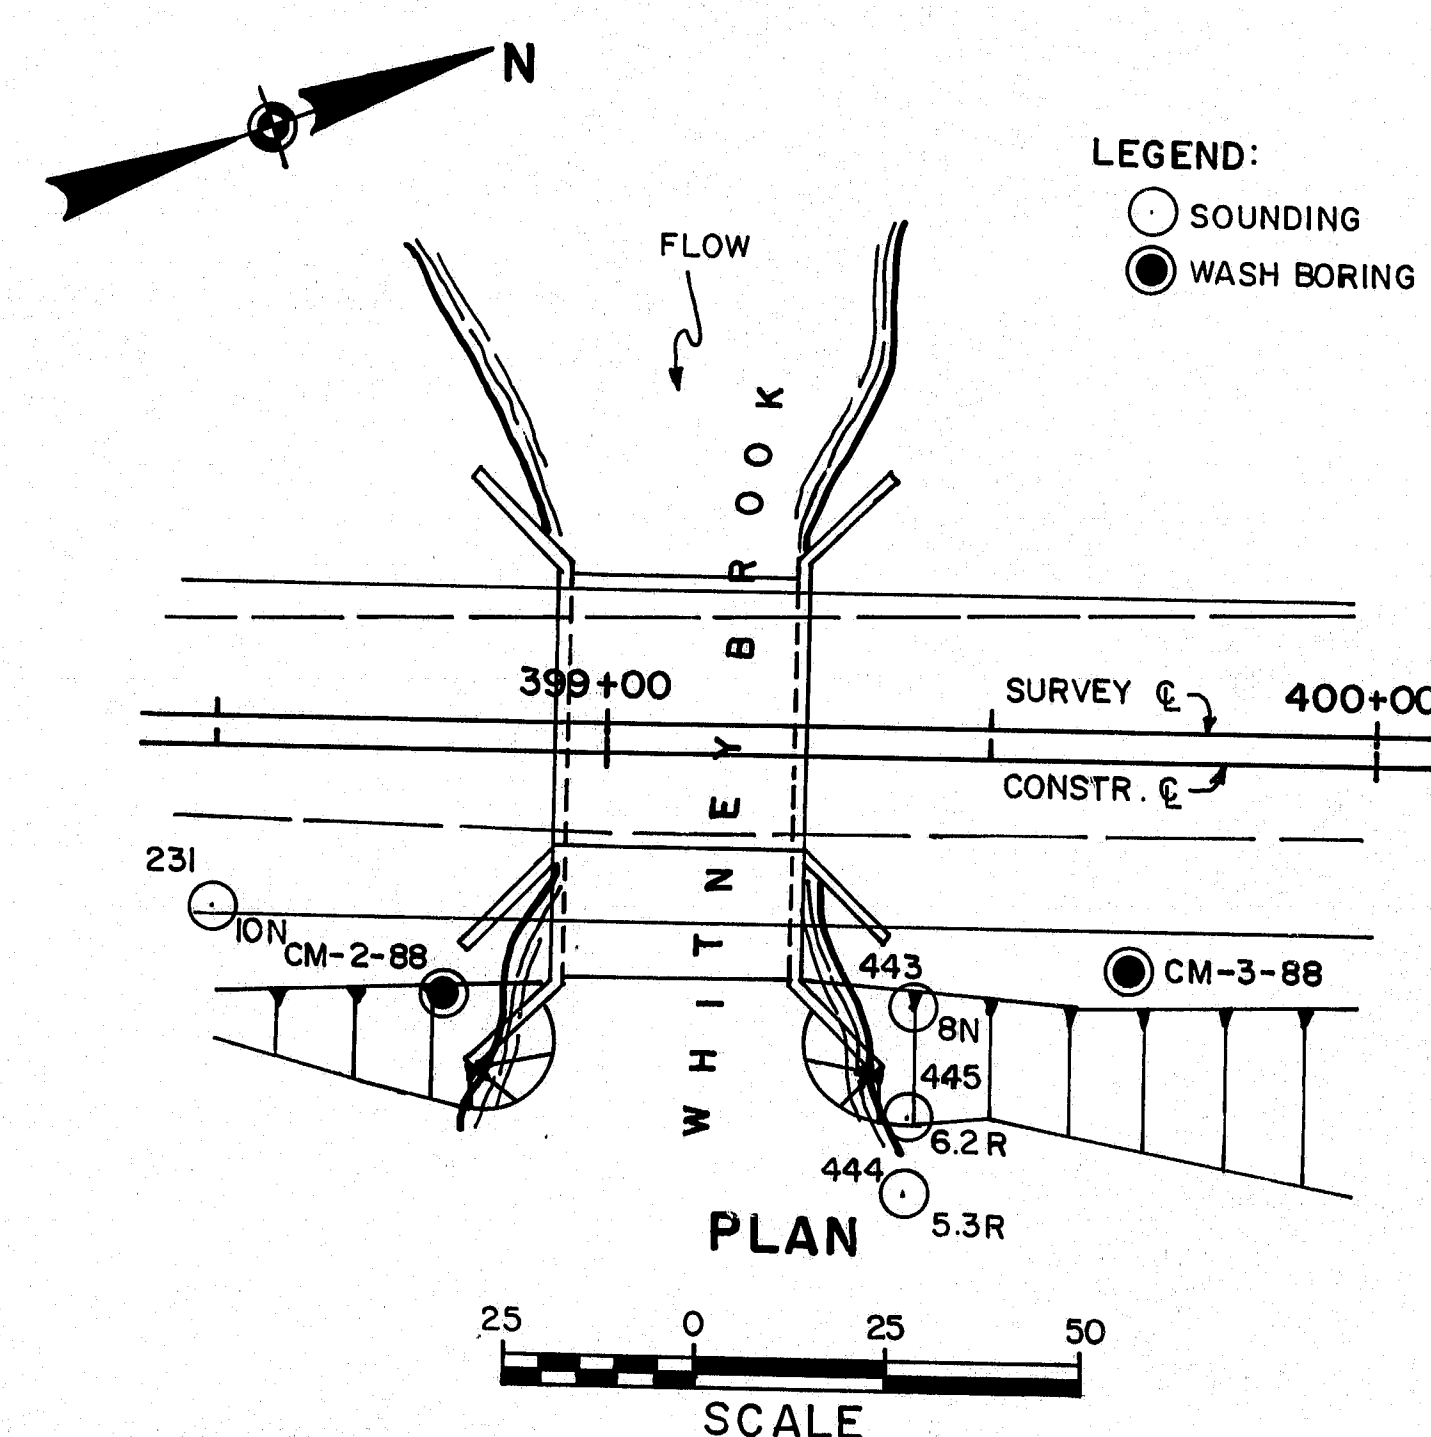 N
LEGEND:
SOUNDING
WASH BORING
FLOW
WHITNEY BROOK
399+00
SURVEY ℄
400+00
CONSTR. ℄
231
10N
CM-2-88
443
8N
CM-3-88
445
6.2R
444
5.3R
PLAN
25 0 25 50
SCALE